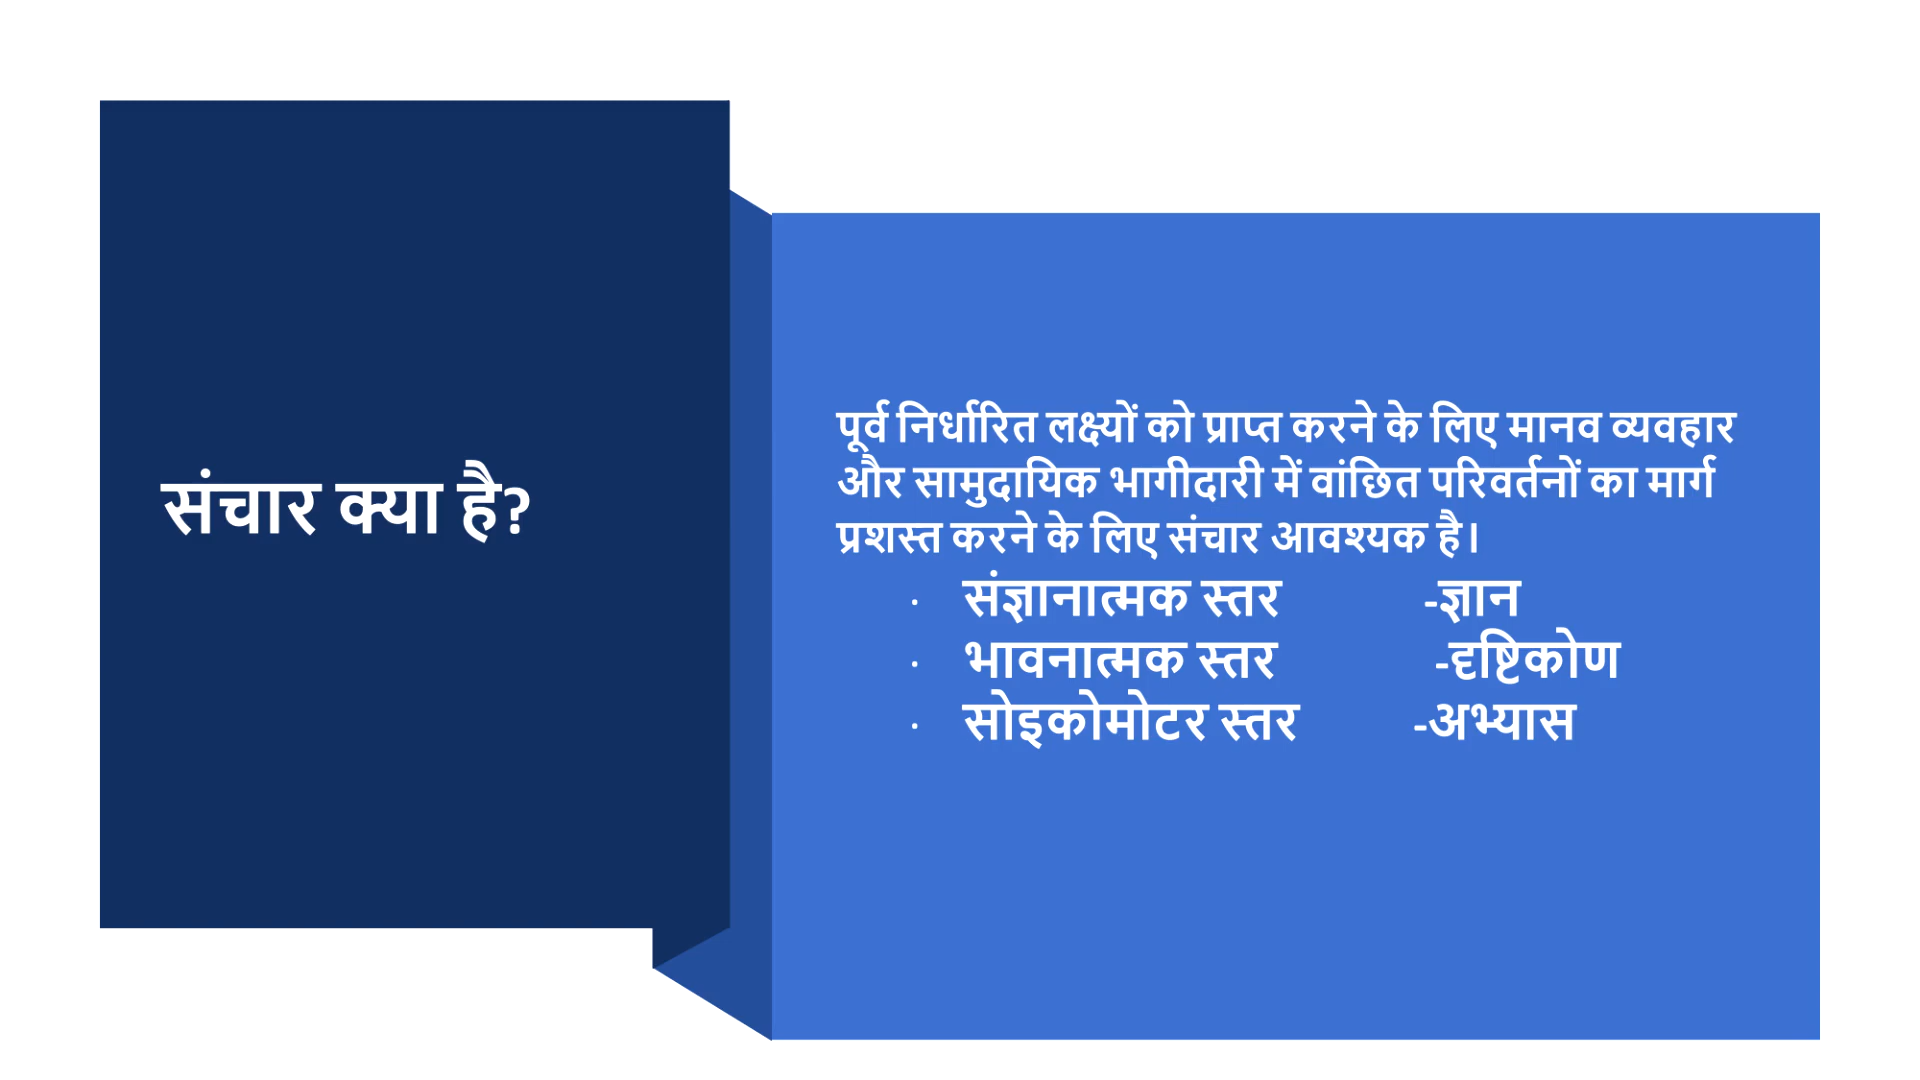 संचार क्या है?
पूर्व निर्धारित लक्ष्यों को प्राप्त करने के लिए मानव व्यवहार
और सामुदायिक भागीदारी में वांछित परिवर्तनों का मार्ग
प्रशस्त करने के लिए संचार आवश्यक है।
· संज्ञानात्मक स्तर -ज्ञान
· भावनात्मक स्तर -दृष्टिकोण
· सोइकोमोटर स्तर -अभ्यास